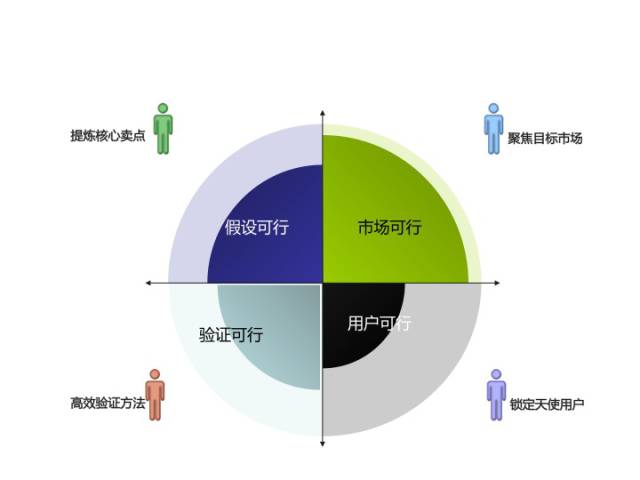 提炼核心卖点
聚焦目标市场
假设可行
市场可行
验证可行
用户可行
高效验证方法
锁定天使用户